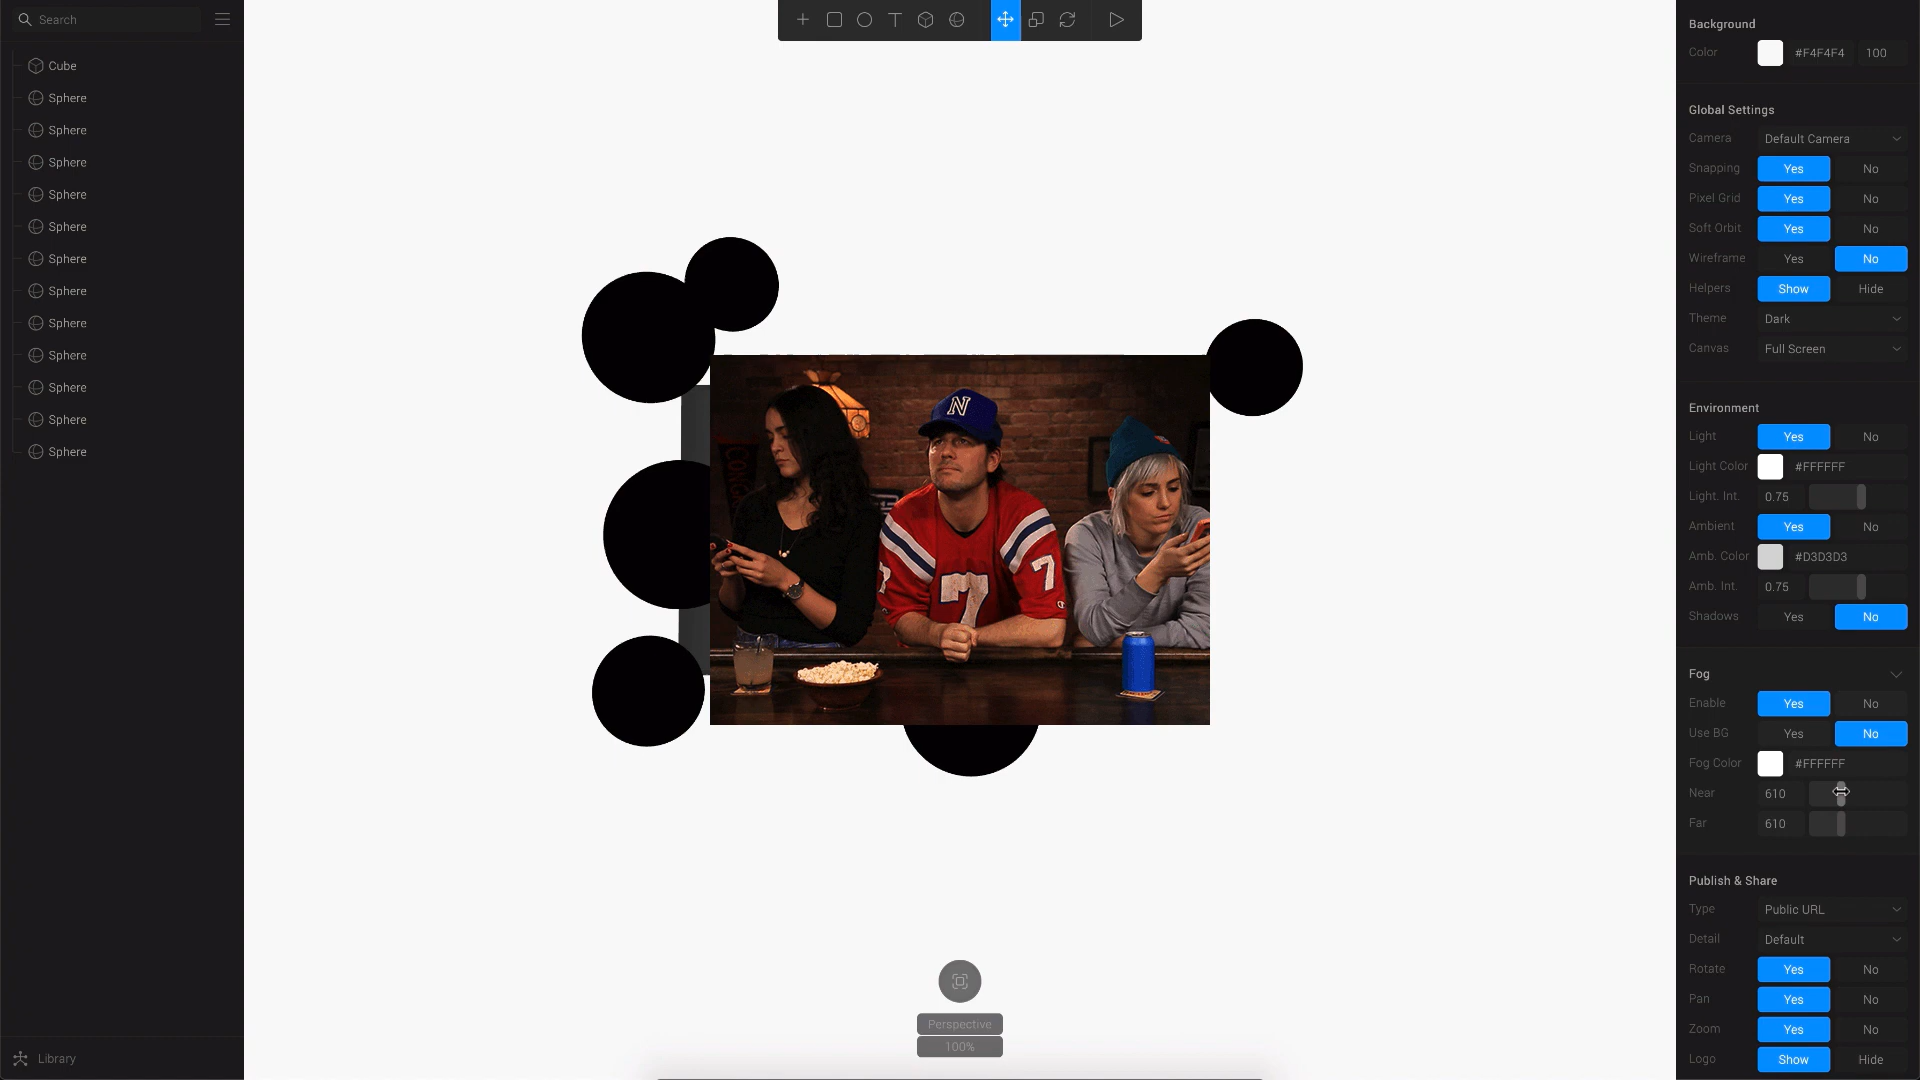 Search
Cube
Sphere
Sphere
Sphere
Sphere
Sphere
Sphere
Sphere
Sphere
Sphere
Sphere
Sphere
Sphere
Library
N
7
7
7
Perspective
100%
Background
Color #F4F4F4 100
Global Settings
Camera Default Camera
Snapping Yes No
Pixel Grid Yes No
Soft Orbit Yes No
Wireframe Yes No
Helpers Show Hide
Theme Dark
Canvas Full Screen
Environment
Light Yes No
Light Color #FFFFFF
Light. Int. 0.75
Ambient Yes No
Amb. Color #D3D3D3
Amb. Int. 0.75
Shadows Yes No
Fog
Enable Yes No
Use BG Yes No
Fog Color #FFFFFF
Near 610
Far 610
Publish & Share
Type Public URL
Detail Default
Rotate Yes No
Pan Yes No
Zoom Yes No
Logo Show Hide